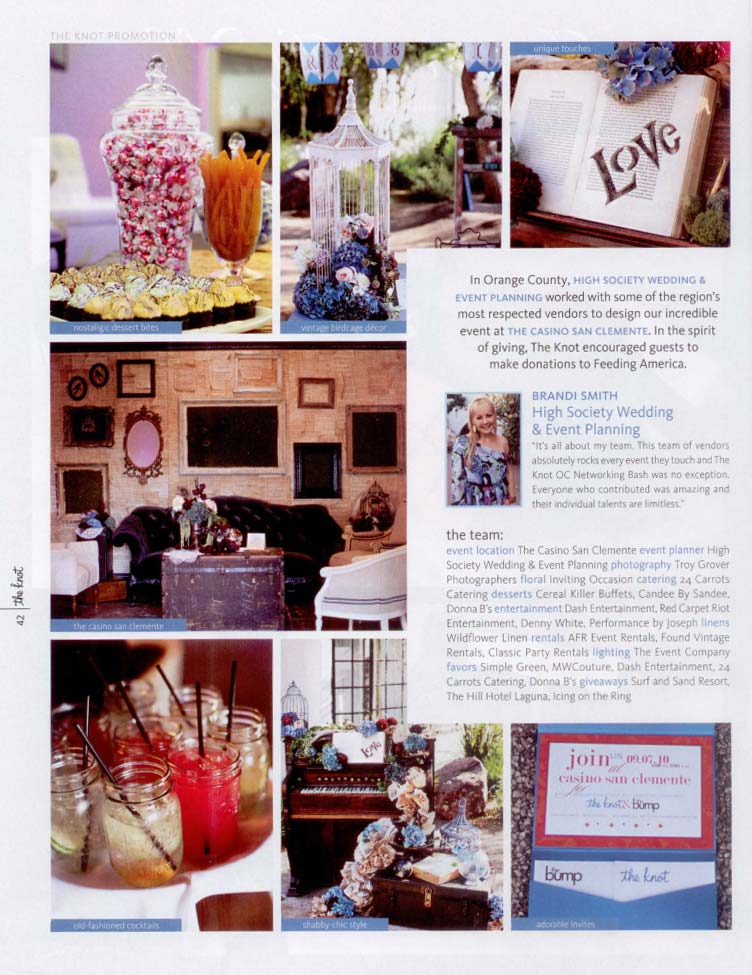 THE KNOT PROMOTION
unique touches
LOVE
nostalgic dessert bites
vintage birdcage décor
In Orange County, HIGH SOCIETY WEDDING &
EVENT PLANNING worked with some of the region's
most respected vendors to design our incredible
event at THE CASINO SAN CLEMENTE. In the spirit
of giving, The Knot encouraged guests to
make donations to Feeding America.
BRANDI SMITH
High Society Wedding
& Event Planning
"It's all about my team. This team of vendors
absolutely rocks every event they touch and The
Knot OC Networking Bash was no exception.
Everyone who contributed was amazing and
their individual talents are limitless."
the team:
event location The Casino San Clemente event planner High
Society Wedding & Event Planning photography Troy Grover
Photographers floral Inviting Occasion catering 24 Carrots
Catering desserts Cereal Killer Buffets, Candee By Sandee,
Donna B's entertainment Dash Entertainment, Red Carpet Riot
Entertainment, Denny White, Performance by Joseph linens
Wildflower Linen rentals AFR Event Rentals, Found Vintage
Rentals, Classic Party Rentals lighting The Event Company
favors Simple Green, MWCouture, Dash Entertainment, 24
Carrots Catering, Donna B's giveaways Surf and Sand Resort,
The Hill Hotel Laguna, Icing on the Ring
the casino san clemente
42 | the knot
LOVE
join us 09.07.10
at
casino san clemente
for
the knot & the bump
the bump the knot
old-fashioned cocktails
shabby-chic style
adorable invites